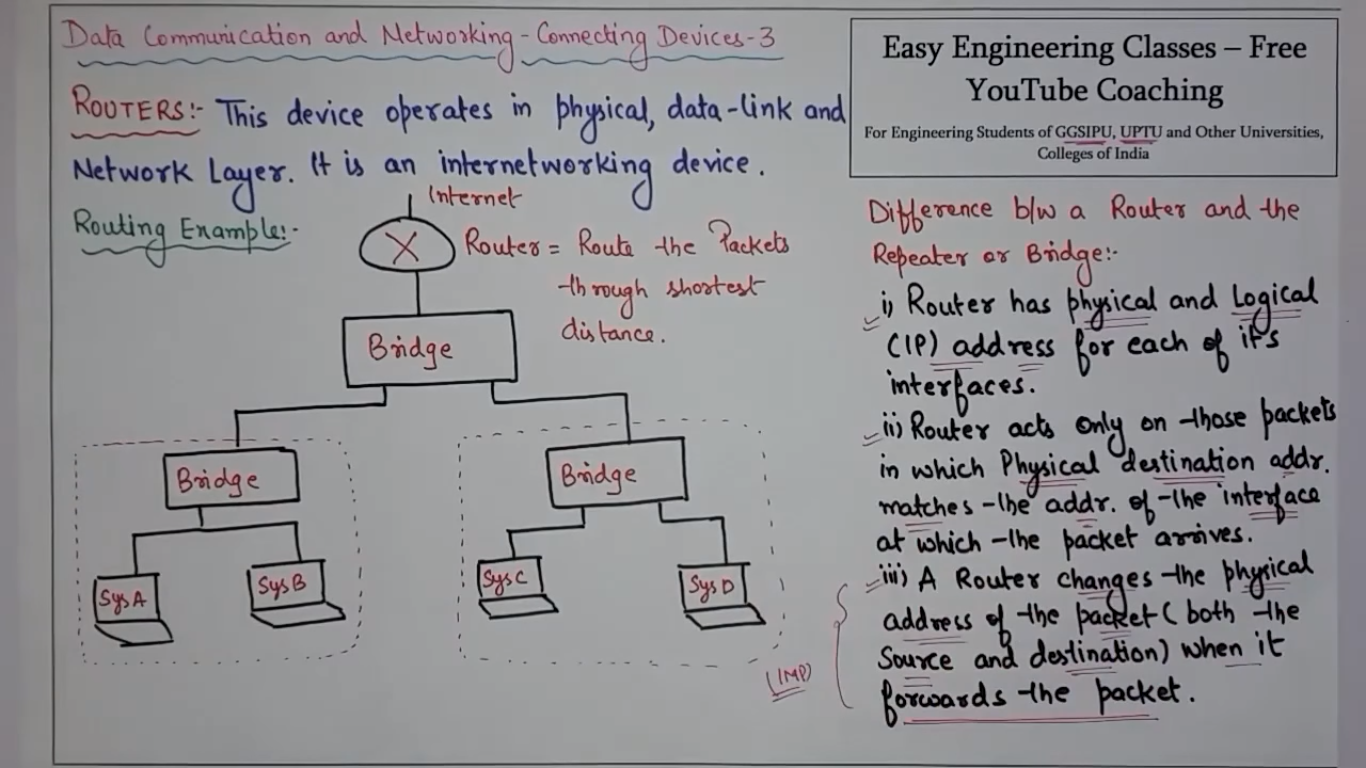 Data Communication and Networking - Connecting Devices-3
Easy Engineering Classes – Free
YouTube Coaching
For Engineering Students of GGSIPU, UPTU and Other Universities,
Colleges of India
ROUTERS:- This device operates in physical, data-link and
Network Layer. It is an internetworking device.
Routing Example:-
Internet
X
Router = Route the Packets
through shortest
distance.
Bridge
Bridge
Bridge
Sys A
Sys B
Sys C
Sys D
Difference b/w a Router and the
Repeater or Bridge:-
i) Router has physical and Logical
(IP) address for each of it's
interfaces.
ii) Router acts only on those packets
in which Physical destination addr.
matches the addr. of the interface
at which the packet arrives.
iii) A Router changes the physical
address of the packet (both the
Source and destination) when it
forwards the packet.
(IMP)